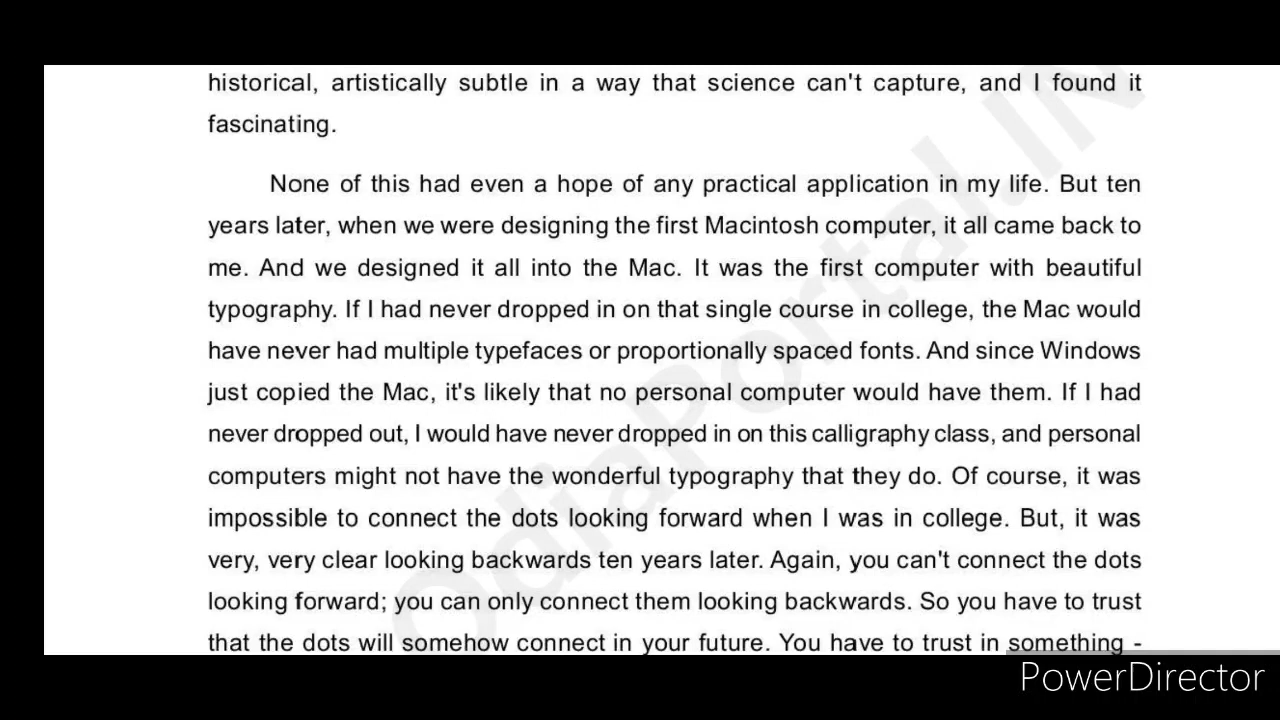 historical, artistically subtle in a way that science can't capture, and I found it
fascinating.
None of this had even a hope of any practical application in my life. But ten
years later, when we were designing the first Macintosh computer, it all came back to
me. And we designed it all into the Mac. It was the first computer with beautiful
typography. If I had never dropped in on that single course in college, the Mac would
have never had multiple typefaces or proportionally spaced fonts. And since Windows
just copied the Mac, it's likely that no personal computer would have them. If I had
never dropped out, I would have never dropped in on this calligraphy class, and personal
computers might not have the wonderful typography that they do. Of course, it was
impossible to connect the dots looking forward when I was in college. But, it was
very, very clear looking backwards ten years later. Again, you can't connect the dots
looking forward; you can only connect them looking backwards. So you have to trust
that the dots will somehow connect in your future. You have to trust in something -
OdiaPortal.IN
PowerDirector